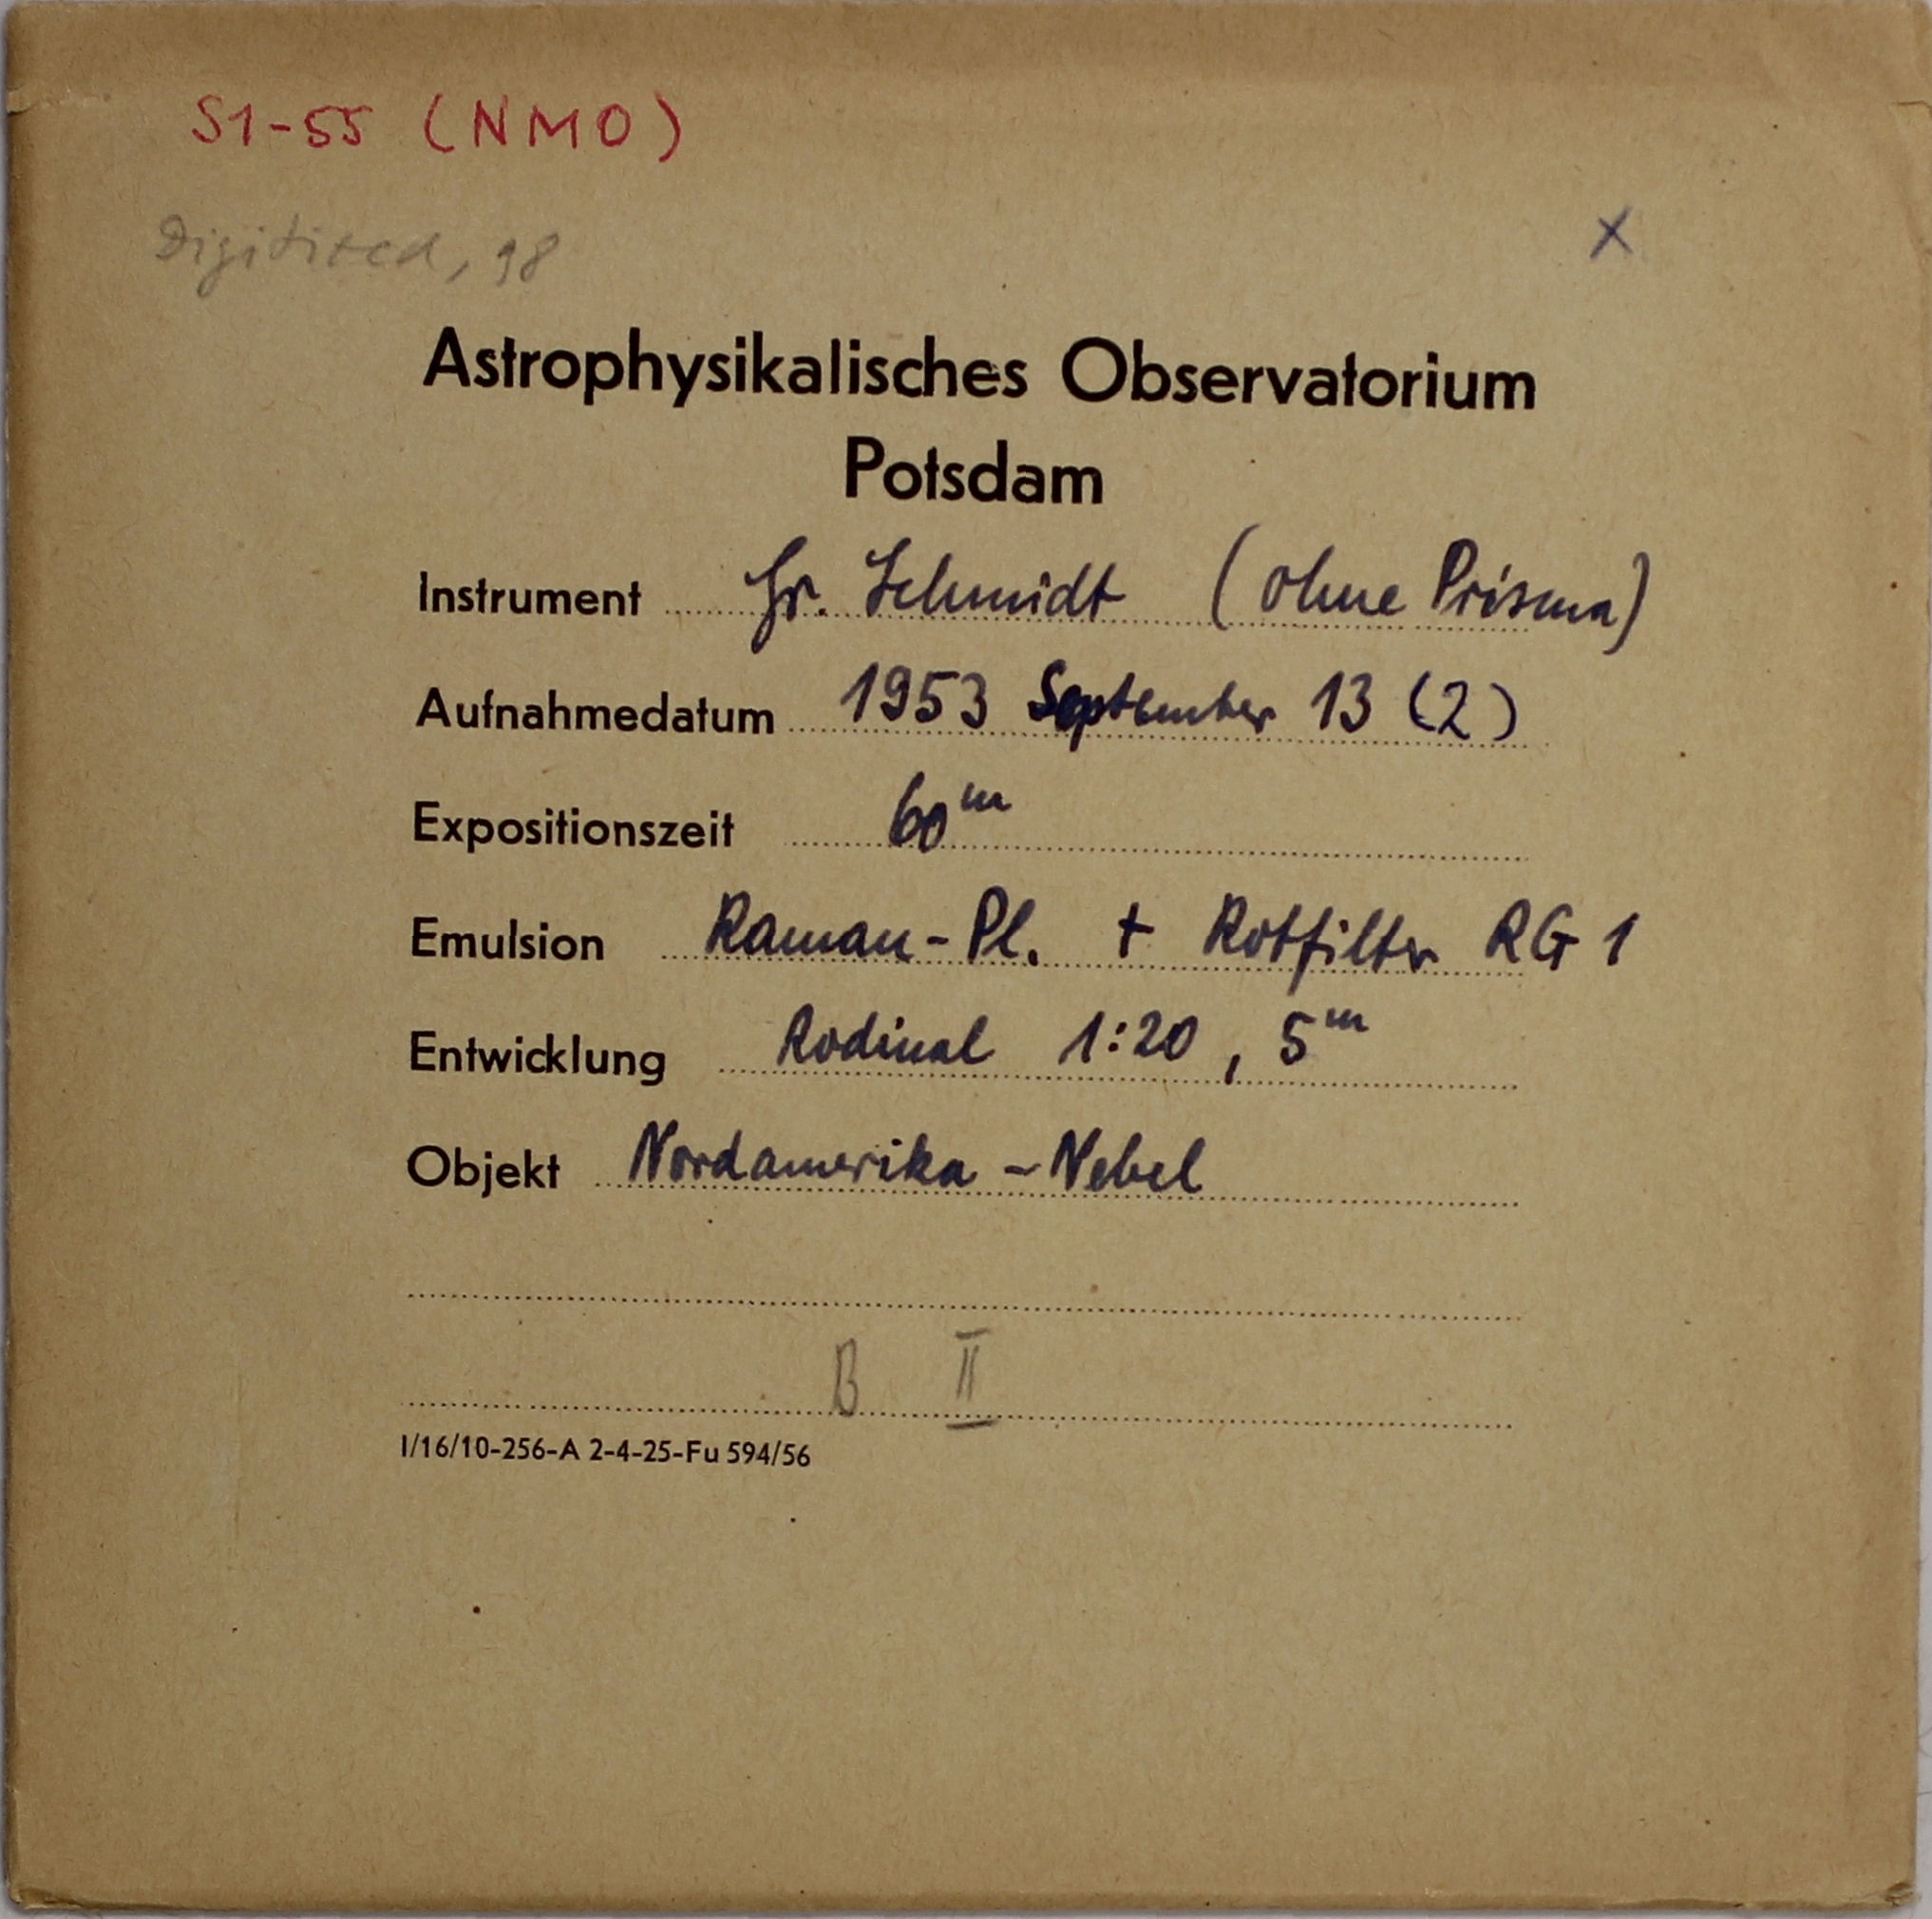 S1-55 (NMO)
Digitized, 98
X
Astrophysikalisches Observatorium
Potsdam
Instrument Gr. Schmidt (ohne Prisma)
Aufnahmedatum 1953 September 13 (2)
Expositionszeit 60m
Emulsion Raman-Pl. + Rotfilter RG 1
Entwicklung Rodinal 1:20, 5m
Objekt Nordamerika-Nebel
B II
I/16/10-256-A 2-4-25-Fu 594/56